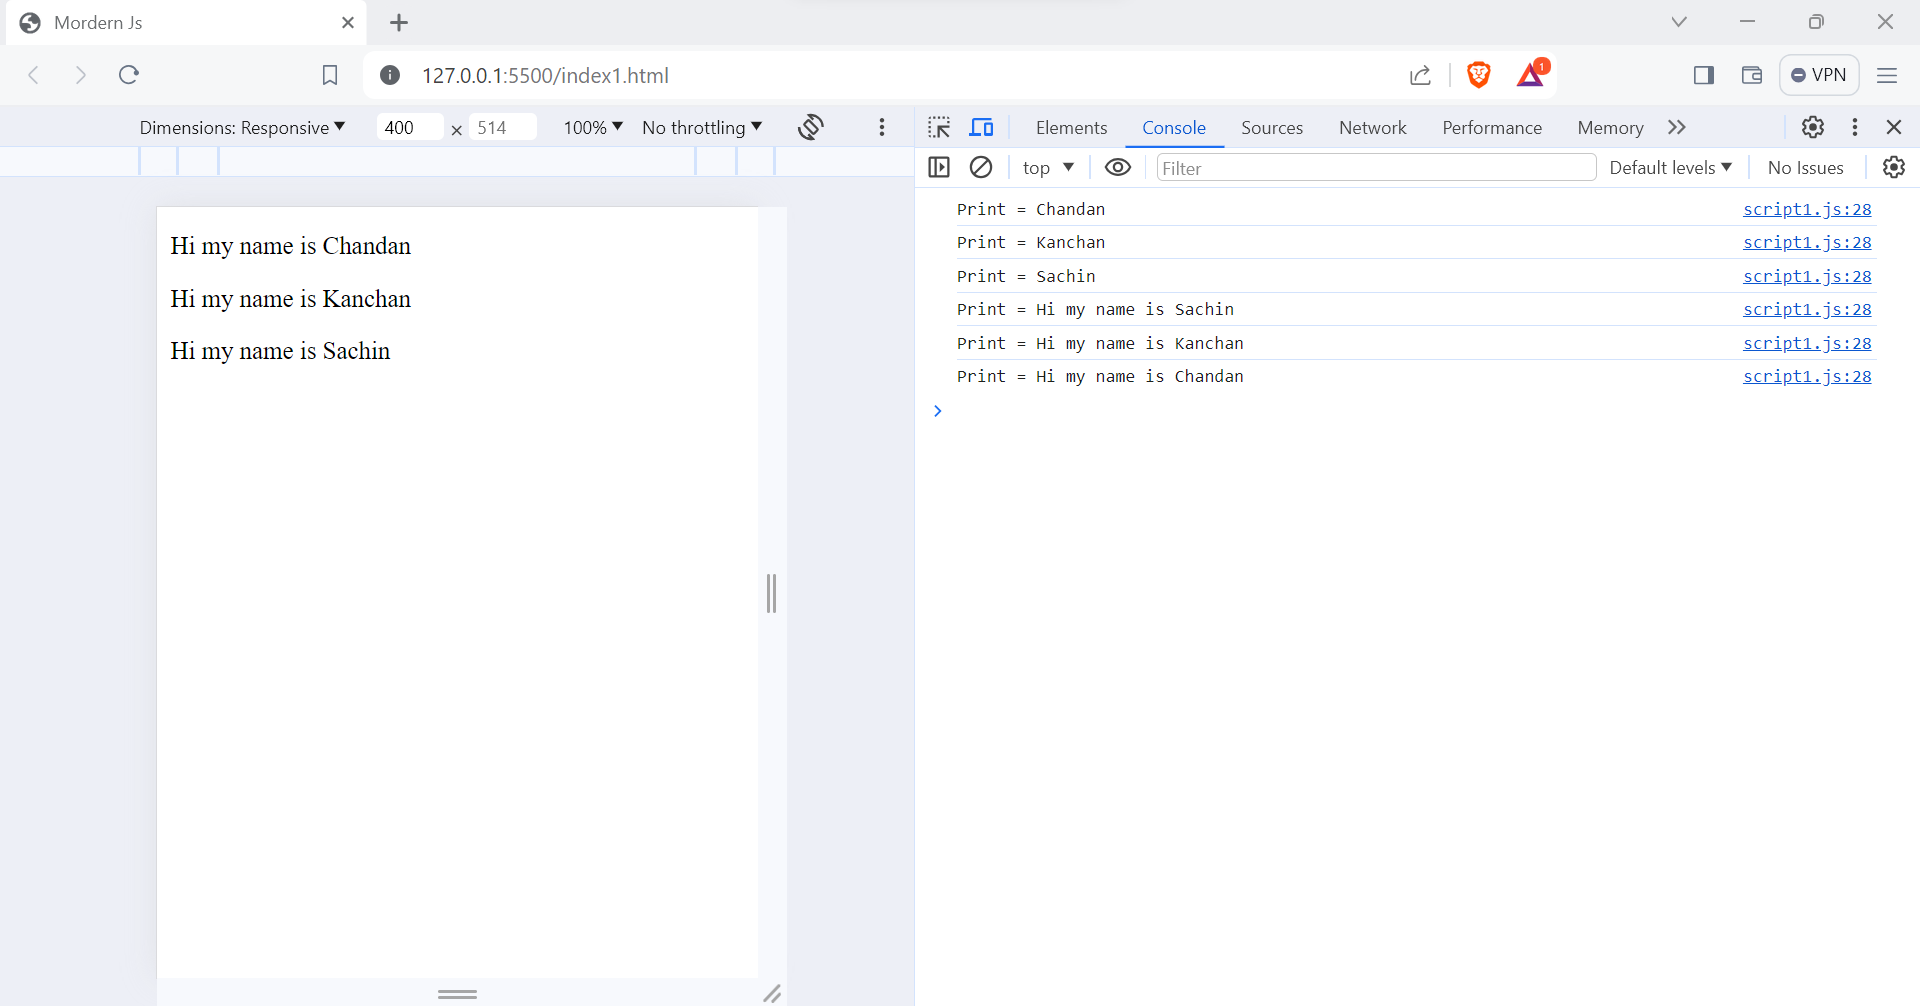 Mordern Js
127.0.0.1:5500/index1.html
1
VPN
Dimensions: Responsive 400 × 514 100% No throttling
Elements Console Sources Network Performance Memory
top Filter Default levels No Issues
Hi my name is Chandan
Hi my name is Kanchan
Hi my name is Sachin
Print = Chandan script1.js:28
Print = Kanchan script1.js:28
Print = Sachin script1.js:28
Print = Hi my name is Sachin script1.js:28
Print = Hi my name is Kanchan script1.js:28
Print = Hi my name is Chandan script1.js:28